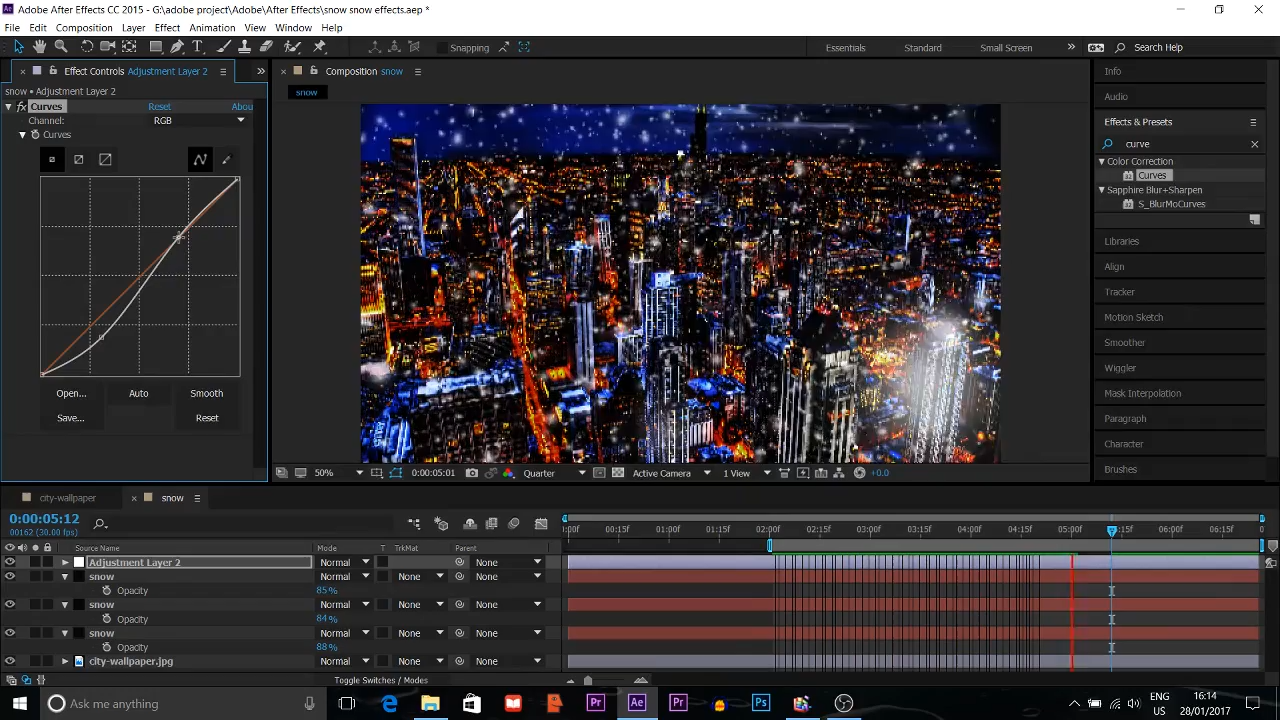 Adobe After Effects CC 2015 - G:\adobe project\Adobe\After Effects\snow snow effects.aep *
File Edit Composition Layer Effect Animation View Window Help
Snapping Essentials Standard Small Screen » Search Help
Effect Controls Adjustment Layer 2 »
Composition snow
Info
snow • Adjustment Layer 2
snow
Audio
fx Curves Reset Abou
Channel: RGB
Effects & Presets
Curves
curve
Color Correction
Curves
Sapphire Blur+Sharpen
S_BlurMoCurves
Libraries
Align
Tracker
Motion Sketch
Smoother
Wiggler
Mask Interpolation
Open... Auto Smooth
Save... Reset
Paragraph
Character
Brushes
50% 0:00:05:01 Quarter Active Camera 1 View +0.0
city-wallpaper snow
0:00:05:12
00162 (30.00 fps)
:00f 00:15f 01:00f 01:15f 02:00f 02:15f 03:00f 03:15f 04:00f 04:15f 05:00f 05:15f 06:00f 06:15f 0
Source Name Mode T TrkMat Parent
Adjustment Layer 2 Normal None
snow Normal None None
Opacity 85%
snow Normal None None
Opacity 84%
snow Normal None None
Opacity 88%
city-wallpaper.jpg Normal None None
Toggle Switches / Modes
Ask me anything
Pr Ae Pr Ps
ENG 16:14
US 28/01/2017